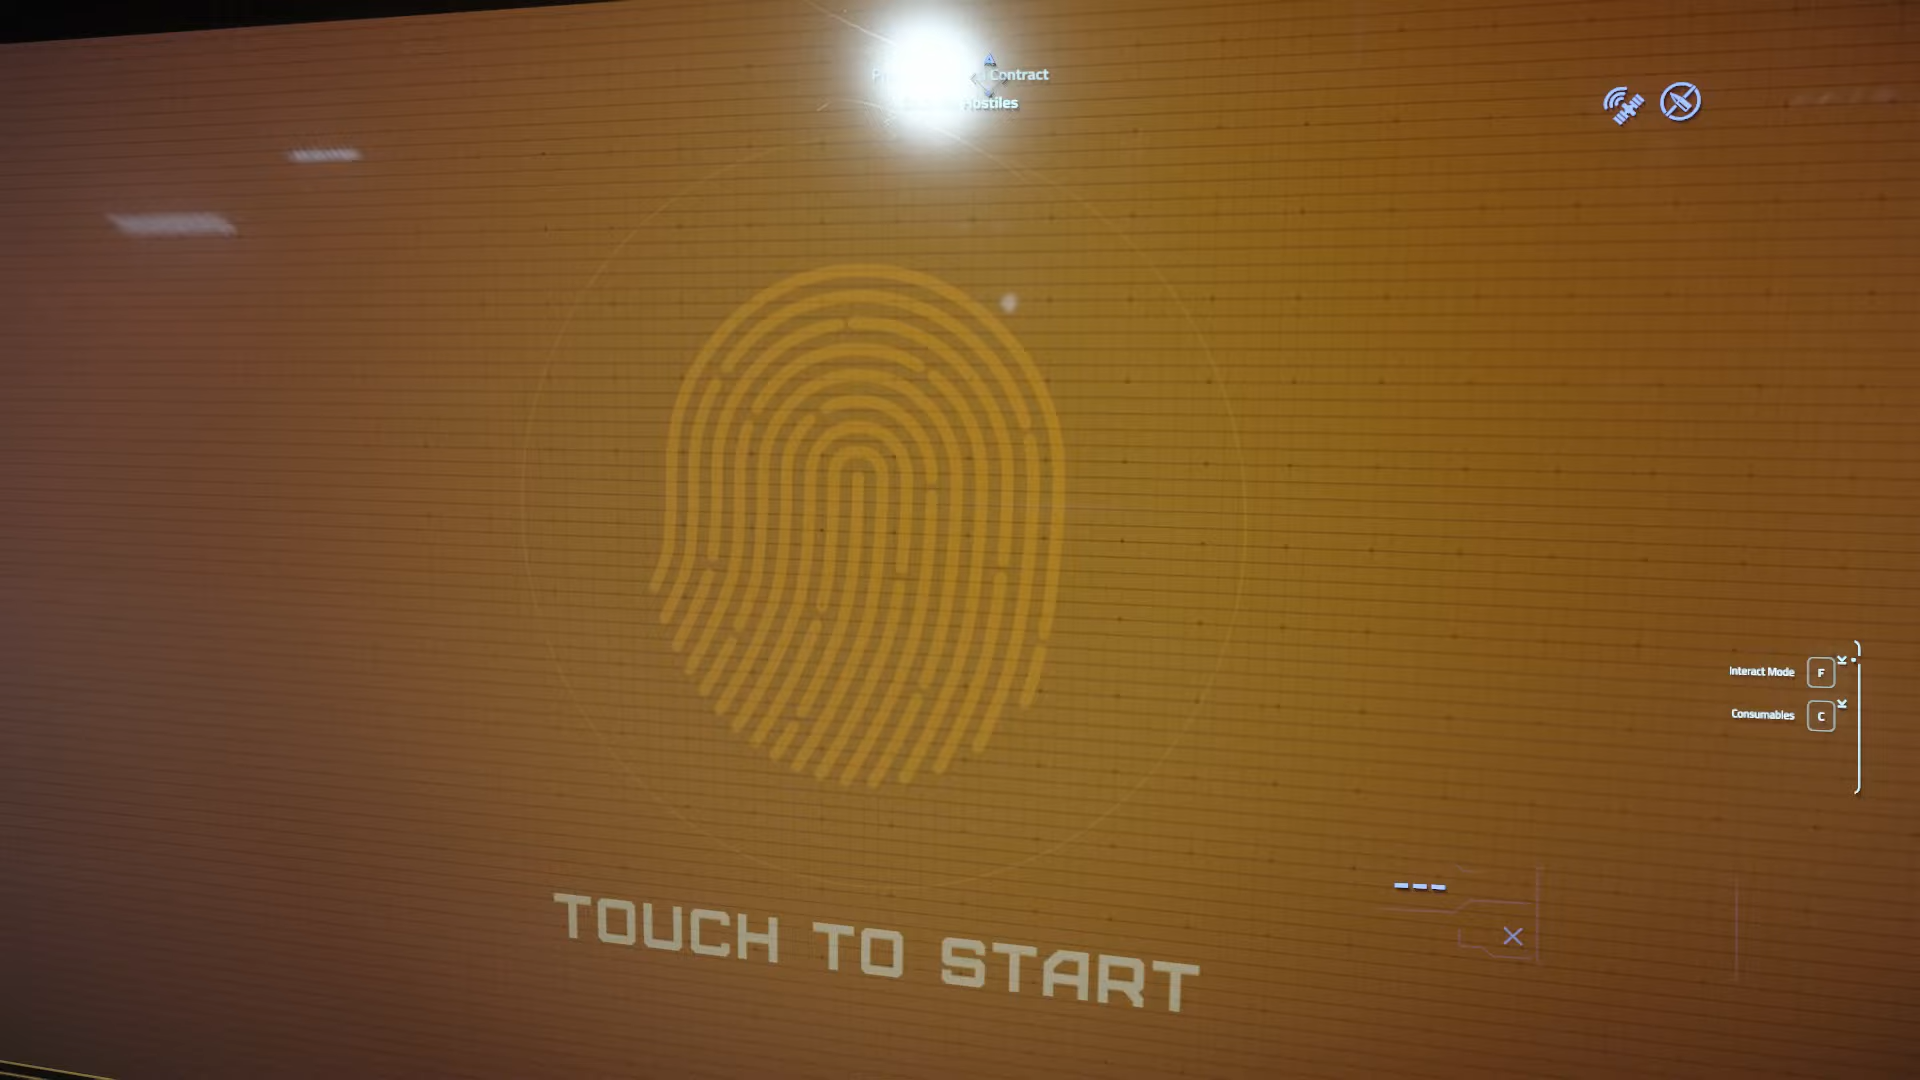 Contract
Hostiles
Interact Mode F
Consumables C
TOUCH TO START